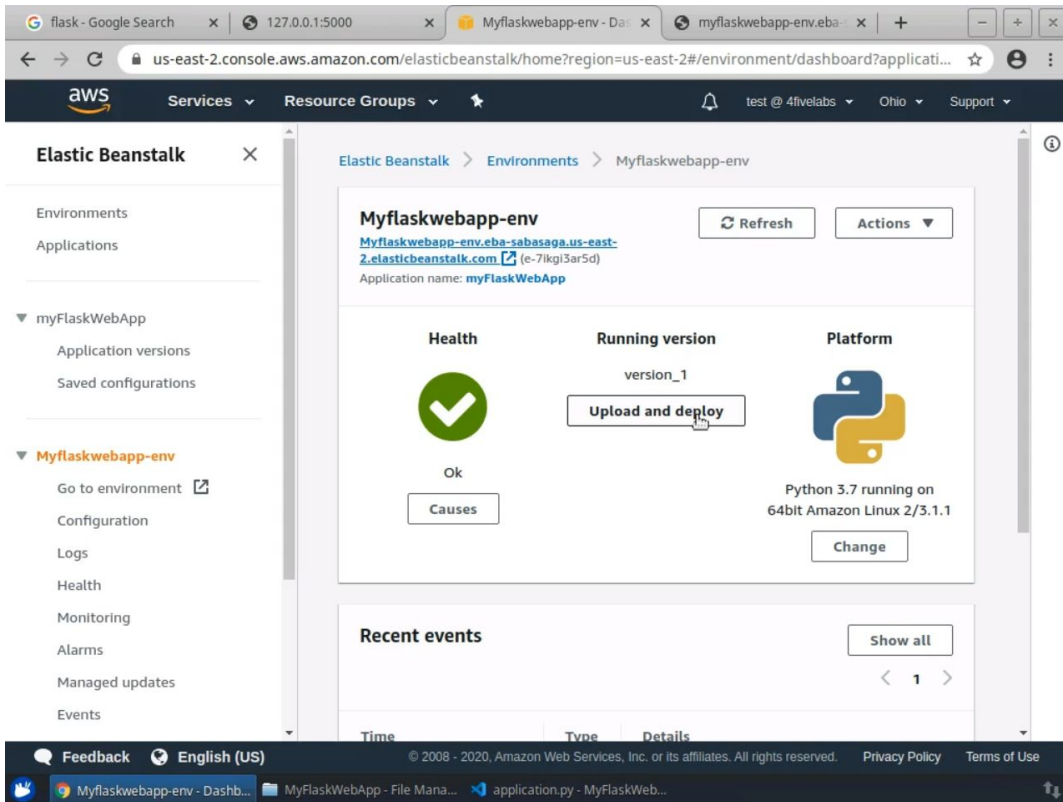 flask - Google Search
127.0.0.1:5000
Myflaskwebapp-env - Das
myflaskwebapp-env.eba-s
us-east-2.console.aws.amazon.com/elasticbeanstalk/home?region=us-east-2#/environment/dashboard?applicati...
aws
Services
Resource Groups
test @ 4fivelabs
Ohio
Support
Elastic Beanstalk
Environments
Applications
myFlaskWebApp
Application versions
Saved configurations
Myflaskwebapp-env
Go to environment
Configuration
Logs
Health
Monitoring
Alarms
Managed updates
Events
Elastic Beanstalk > Environments > Myflaskwebapp-env
Myflaskwebapp-env
Refresh
Actions
Myflaskwebapp-env.eba-sabasaga.us-east-
2.elasticbeanstalk.com (e-7ikgi3ar5d)
Application name: myFlaskWebApp
Health
Ok
Causes
Running version
version_1
Upload and deploy
Platform
Python 3.7 running on
64bit Amazon Linux 2/3.1.1
Change
Recent events
Show all
1
Time
Type
Details
Feedback
English (US)
© 2008 - 2020, Amazon Web Services, Inc. or its affiliates. All rights reserved.
Privacy Policy
Terms of Use
Myflaskwebapp-env - Dashb...
MyFlaskWebApp - File Mana...
application.py - MyFlaskWeb...